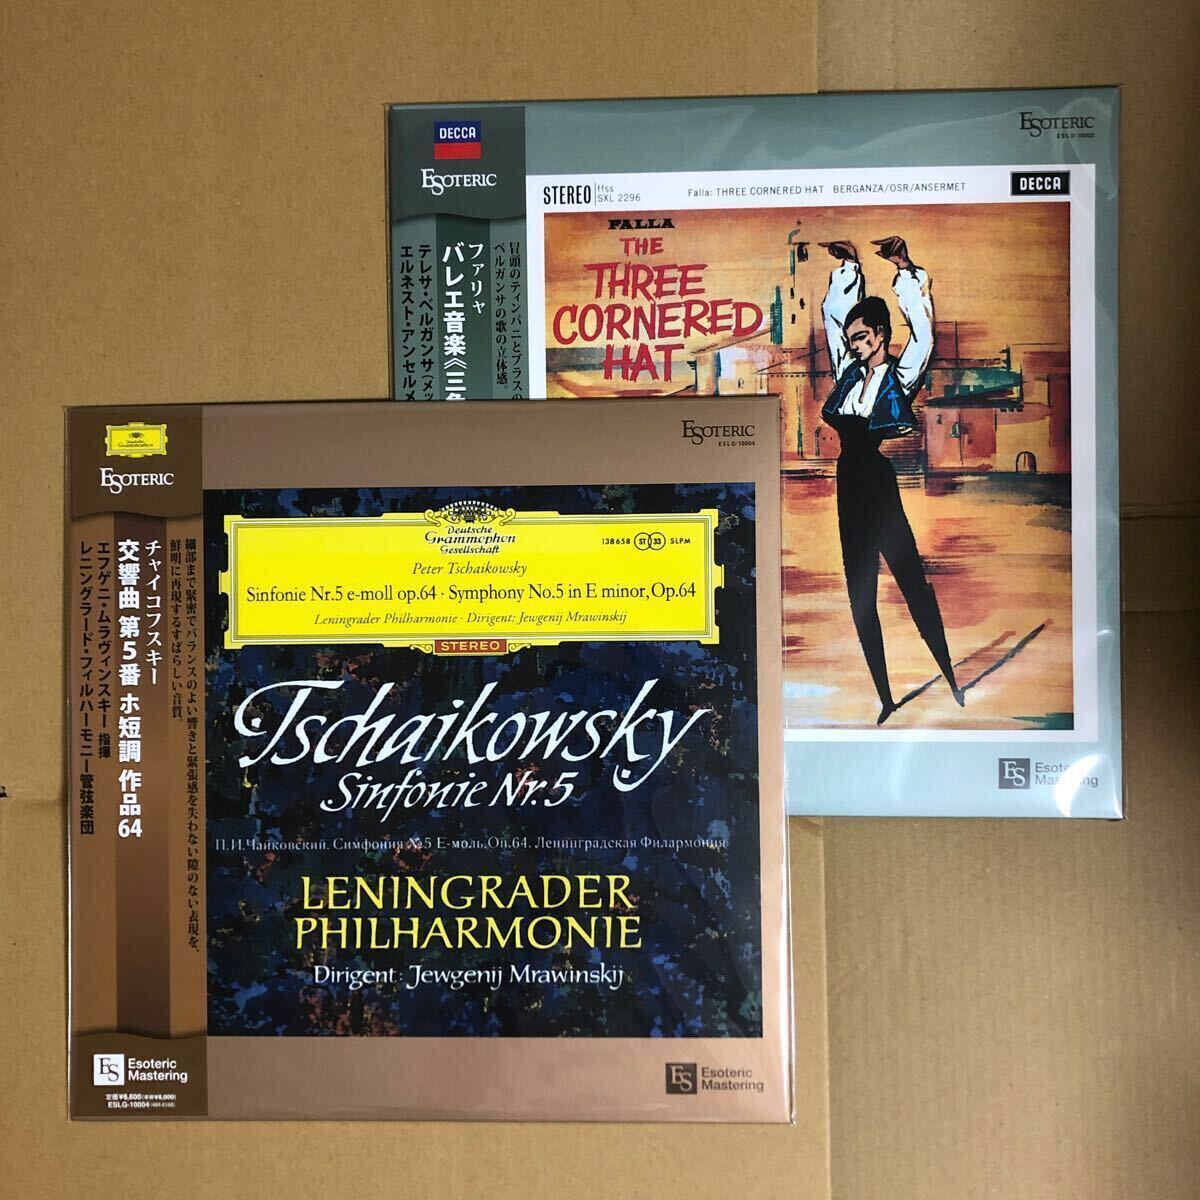 DECCA
ESOTERIC
ファリャ
バレエ音楽《三角
テレサ・ベルガンサ（メッ
エルネスト・アンセルメ
冒頭のティンパニとブラスの
ベルガンサの歌の立体感。
ESOTERIC
ESLD-10003
STEREO
ffss
SXL 2296
Falla: THREE CORNERED HAT BERGANZA/OSR/ANSERMET
DECCA
FALLA
THE
THREE
CORNERED
HAT
ES
Esoteric
Mastering
Deutsche
Grammophon
ESOTERIC
チャイコフスキー
交響曲 第5番 ホ短調 作品64
エフゲニ・ムラヴィンスキー 指揮
レニングラード・フィルハーモニー管弦楽団
細部まで緊密でバランスのよい響きと緊張感を失わない隙のない表現を、
鮮明に再現するすばらしい音質。
ES
Esoteric
Mastering
定価¥6,600(本体¥6,000)
ESLG-10004
ESOTERIC
ESLG-10004
Deutsche
Grammophon
Gesellschaft
138658 ST 33 SLPM
Peter Tschaikowsky
Sinfonie Nr.5 e-moll op.64 · Symphony No.5 in E minor, Op.64
Leningrader Philharmonie · Dirigent: Jewgenij Mrawinskij
STEREO
Tschaikowsky
Sinfonie Nr.5
П.И.Чайковский. Симфония №5 Е-моль,Оп.64. Ленинградская Филармония
LENINGRADER
PHILHARMONIE
Dirigent: Jewgenij Mrawinskij
ES
Esoteric
Mastering